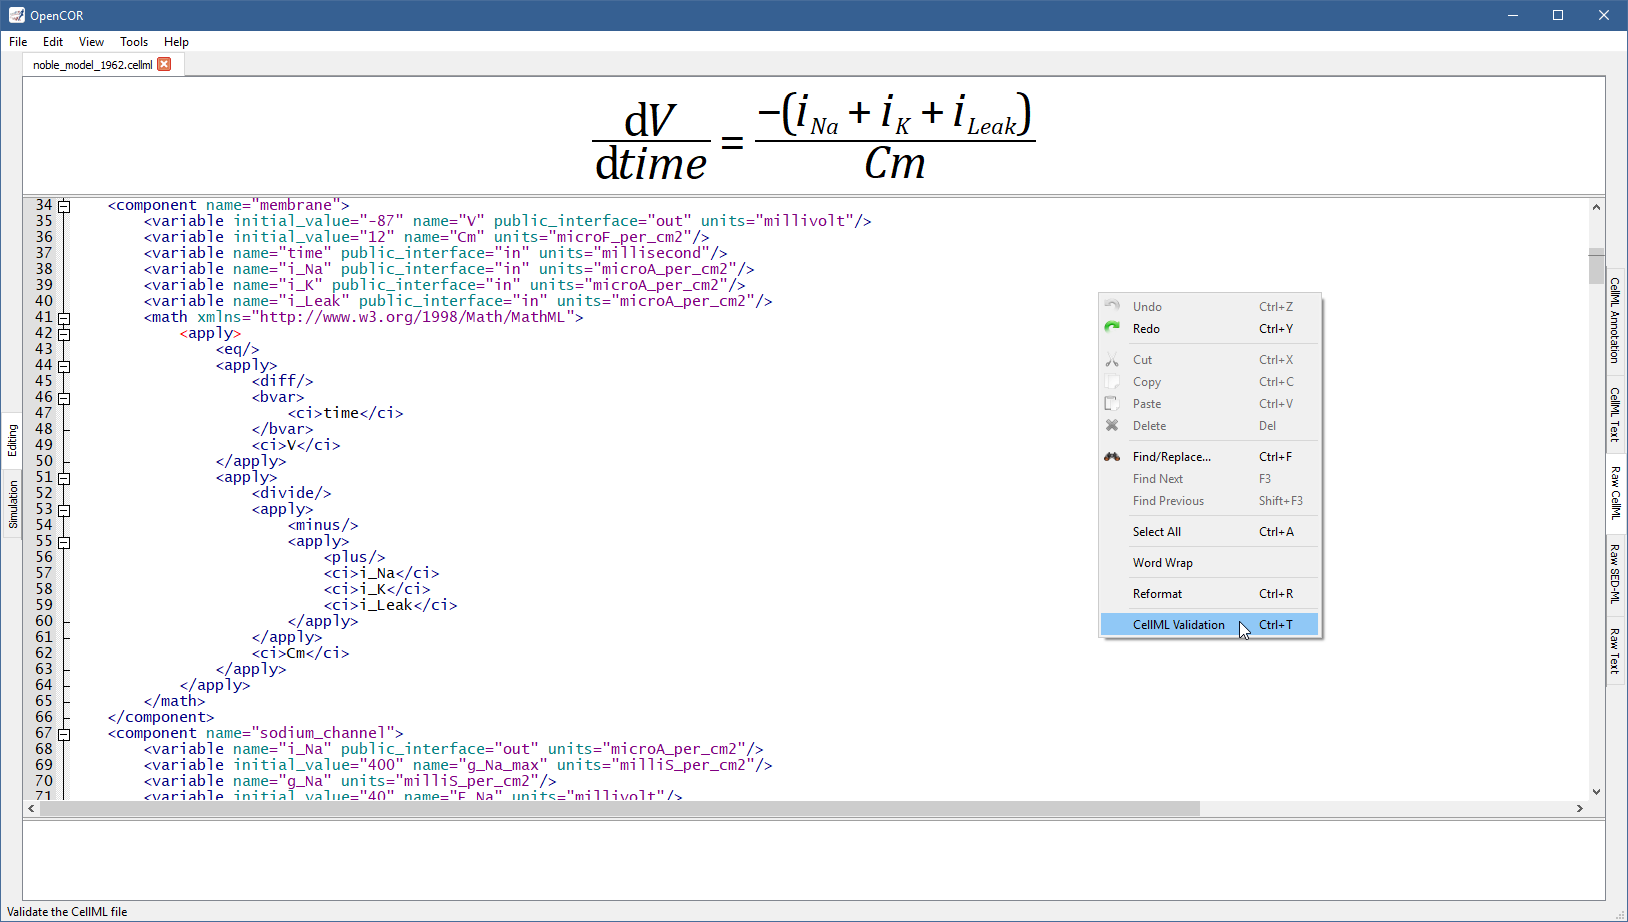 OpenCOR
File Edit View Tools Help
noble_model_1962.cellml
dV/dtime = −(i_Na + i_K + i_Leak)/Cm
34 <component name="membrane">
35 <variable initial_value="-87" name="V" public_interface="out" units="millivolt"/>
36 <variable initial_value="12" name="Cm" units="microF_per_cm2"/>
37 <variable name="time" public_interface="in" units="millisecond"/>
38 <variable name="i_Na" public_interface="in" units="microA_per_cm2"/>
39 <variable name="i_K" public_interface="in" units="microA_per_cm2"/>
40 <variable name="i_Leak" public_interface="in" units="microA_per_cm2"/>
41 <math xmlns="http://www.w3.org/1998/Math/MathML">
42 <apply>
43 <eq/>
44 <apply>
45 <diff/>
46 <bvar>
47 <ci>time</ci>
48 </bvar>
49 <ci>V</ci>
50 </apply>
51 <apply>
52 <divide/>
53 <apply>
54 <minus/>
55 <apply>
56 <plus/>
57 <ci>i_Na</ci>
58 <ci>i_K</ci>
59 <ci>i_Leak</ci>
60 </apply>
61 </apply>
62 <ci>Cm</ci>
63 </apply>
64 </apply>
65 </math>
66 </component>
67 <component name="sodium_channel">
68 <variable name="i_Na" public_interface="out" units="microA_per_cm2"/>
69 <variable initial_value="400" name="g_Na_max" units="milliS_per_cm2"/>
70 <variable name="g_Na" units="milliS_per_cm2"/>
71 <variable initial_value="40" name="E_Na" units="millivolt"/>
Undo Ctrl+Z
Redo Ctrl+Y
Cut Ctrl+X
Copy Ctrl+C
Paste Ctrl+V
Delete Del
Find/Replace... Ctrl+F
Find Next F3
Find Previous Shift+F3
Select All Ctrl+A
Word Wrap
Reformat Ctrl+R
CellML Validation Ctrl+T
Editing
Simulation
CellML Annotation
CellML Text
Raw CellML
Raw SED-ML
Raw Text
Validate the CellML file